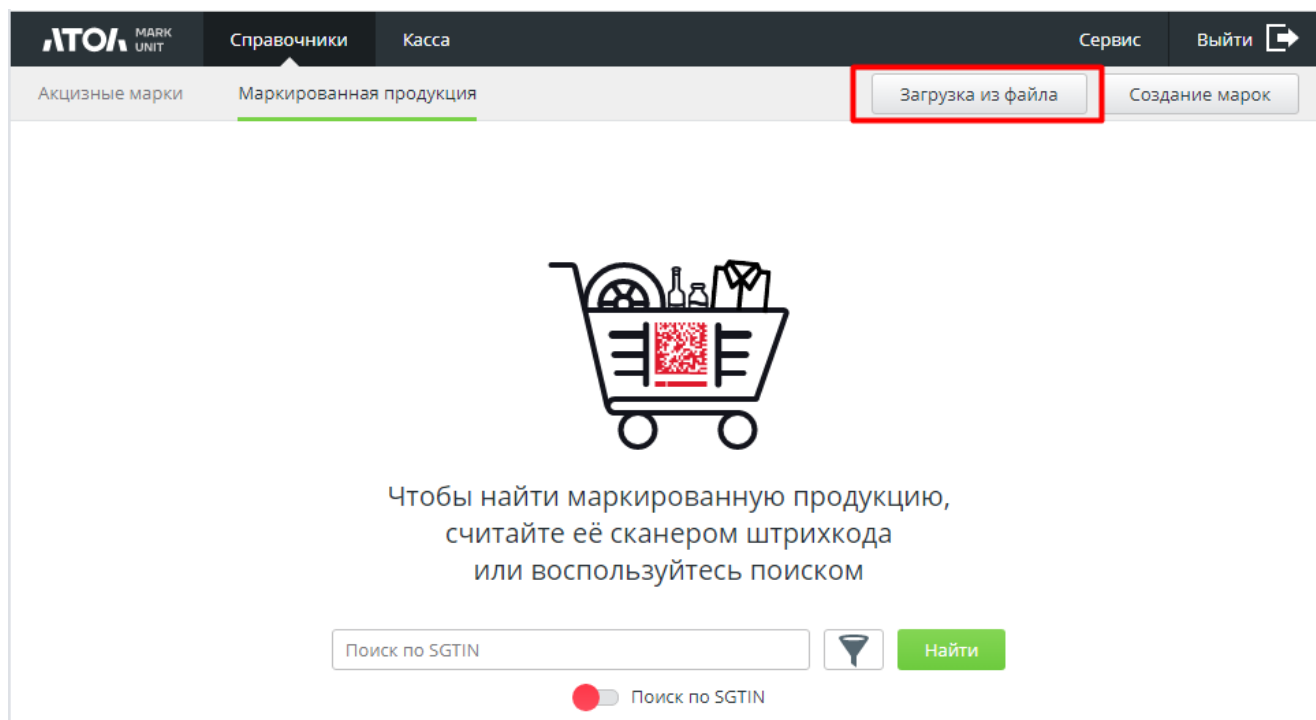 АТОЛ MARK UNIT Справочники Касса Сервис Выйти
Акцизные марки Маркированная продукция Загрузка из файла Создание марок
Чтобы найти маркированную продукцию,
считайте её сканером штрихкода
или воспользуйтесь поиском
Поиск по SGTIN Найти
Поиск по SGTIN